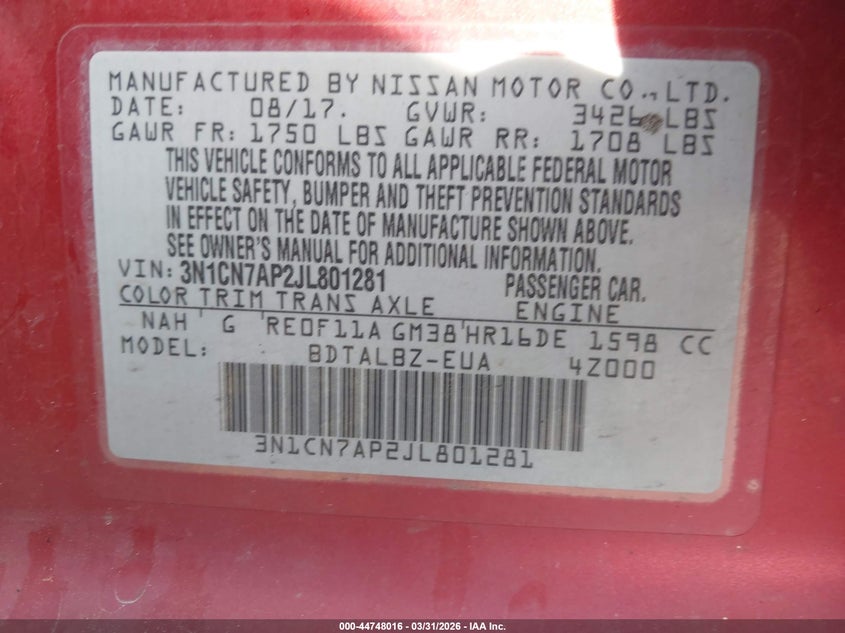 MANUFACTURED BY NISSAN MOTOR CO., LTD.
DATE: 08/17. GVWR: 3426 LBS
GAWR FR: 1750 LBS GAWR RR: 1708 LBS
THIS VEHICLE CONFORMS TO ALL APPLICABLE FEDERAL MOTOR
VEHICLE SAFETY, BUMPER AND THEFT PREVENTION STANDARDS
IN EFFECT ON THE DATE OF MANUFACTURE SHOWN ABOVE.
SEE OWNER'S MANUAL FOR ADDITIONAL INFORMATION.
VIN: 3N1CN7AP2JL801281 PASSENGER CAR.
COLOR TRIM TRANS AXLE ENGINE
NAH ' G 'RE0F11A GM38'HR16DE 1598 CC
MODEL: BDTALBZ-EUA 4Z000
3N1CN7AP2JL801281
000-44748016 - 03/31/2026 - IAA Inc.